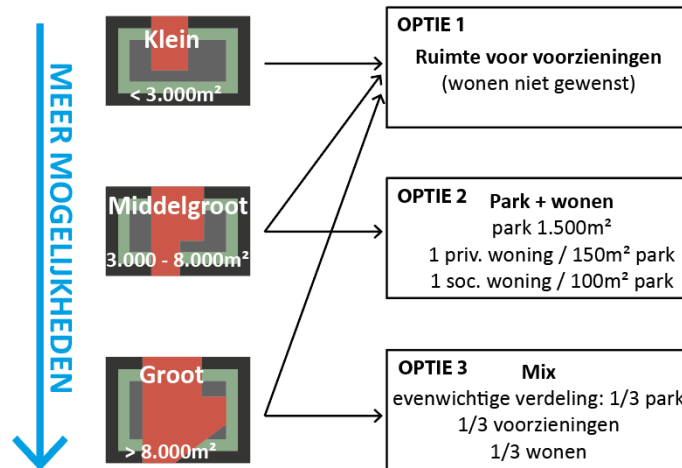 MEER MOGELIJKHEDEN
Klein
< 3.000m²
Middelgroot
3.000 - 8.000m²
Groot
> 8.000m²
OPTIE 1
Ruimte voor voorzieningen
(wonen niet gewenst)
OPTIE 2
Park + wonen
park 1.500m²
1 priv. woning / 150m² park
1 soc. woning / 100m² park
OPTIE 3
Mix
evenwichtige verdeling: 1/3 park
1/3 voorzieningen
1/3 wonen